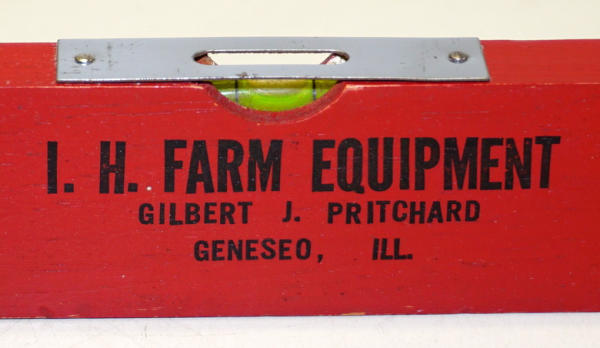 I. H. FARM EQUIPMENT
GILBERT J. PRITCHARD
GENESEO, ILL.